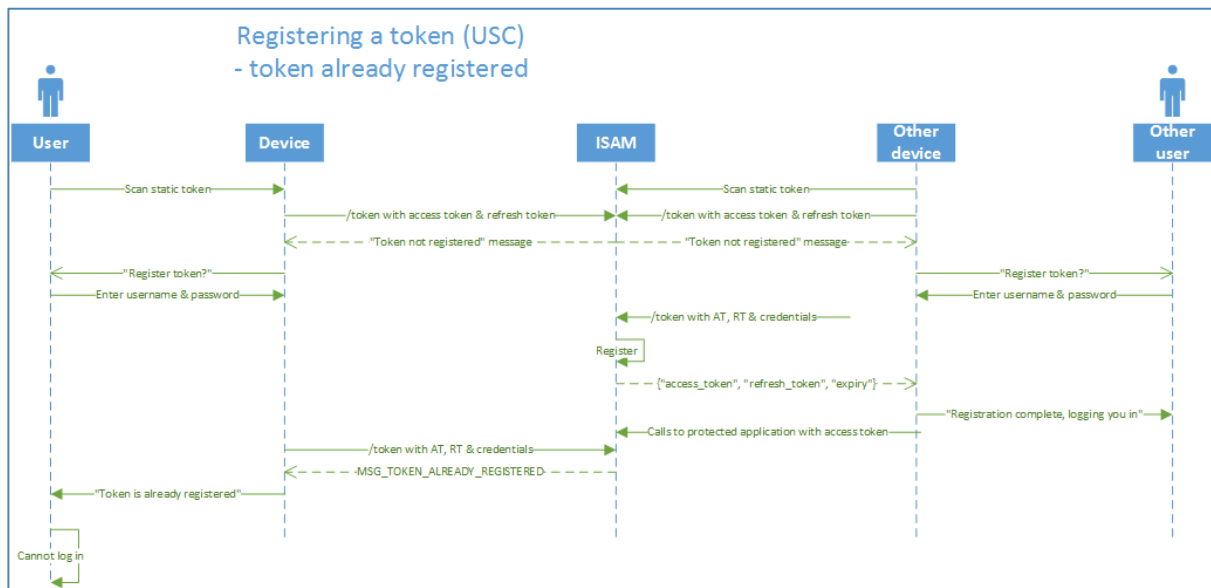 Registering a token (USC)
- token already registered
User
Device
ISAM
Other
device
Other
user
Scan static token
Scan static token
/token with access token & refresh token
/token with access token & refresh token
"Token not registered" message
"Token not registered" message
"Register token?"
"Register token?"
Enter username & password
Enter username & password
/token with AT, RT & credentials
Register
{"access_token", "refresh_token", "expiry"}
"Registration complete, logging you in"
Calls to protected application with access token
/token with AT, RT & credentials
MSG_TOKEN_ALREADY_REGISTERED
"Token is already registered"
Cannot log in